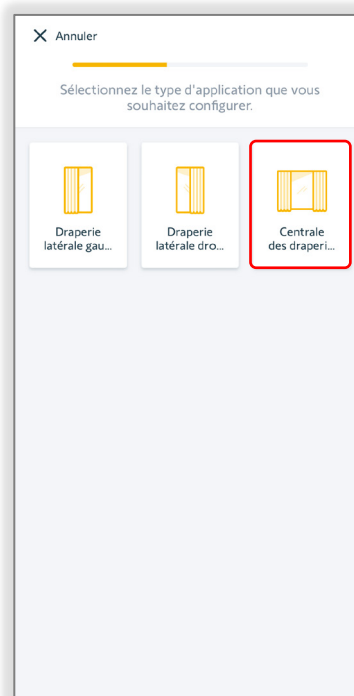 Annuler
Sélectionnez le type d'application que vous
souhaitez configurer.
Draperie
latérale gau...
Draperie
latérale dro...
Centrale
des draperi...